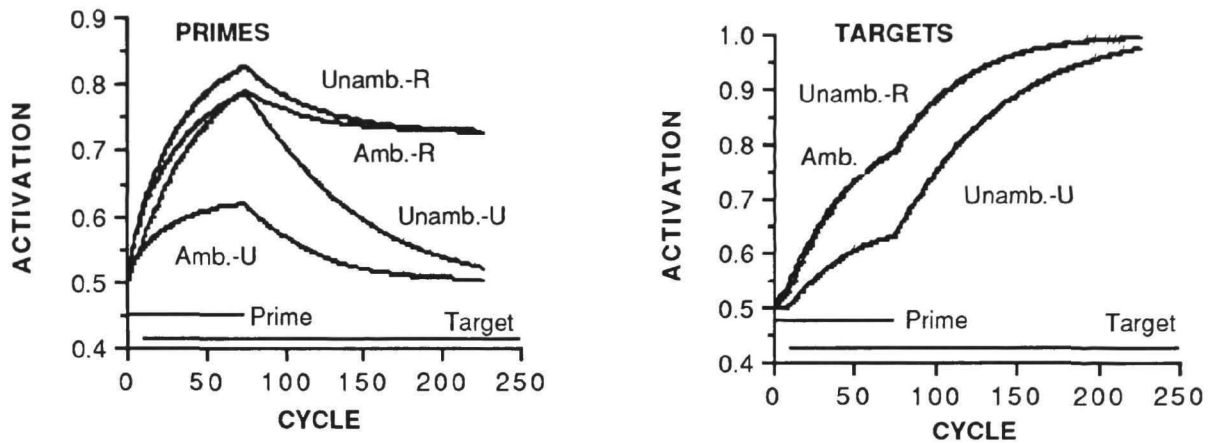 PRIMES
ACTIVATION
0.9
0.8
0.7
0.6
0.5
0.4
Unamb.-R
Amb.-R
Unamb.-U
Amb.-U
Prime
Target
0 50 100 150 200 250
CYCLE
TARGETS
ACTIVATION
1.0
0.9
0.8
0.7
0.6
0.5
0.4
Unamb.-R
Amb.
Unamb.-U
Prime
Target
0 50 100 150 200 250
CYCLE